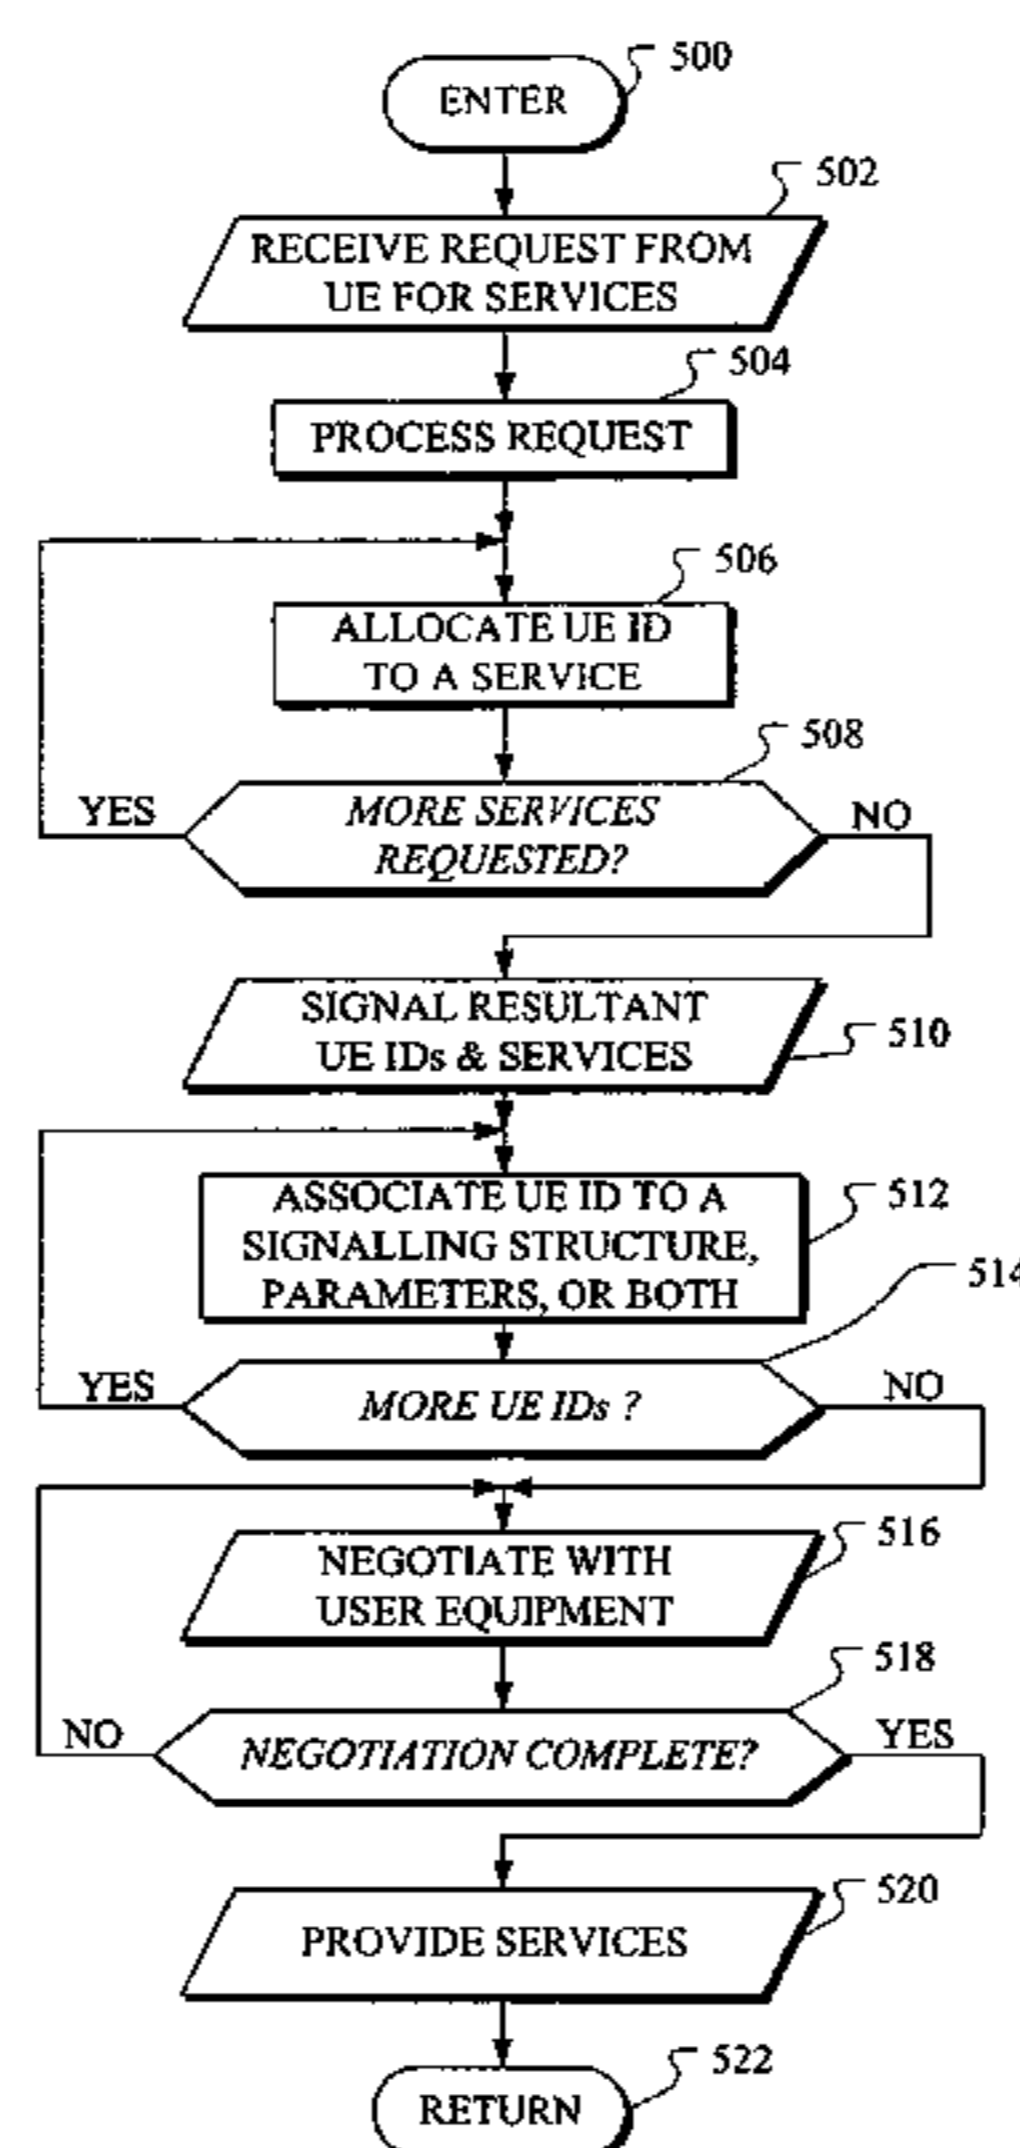 500
ENTER
502
RECEIVE REQUEST FROM
UE FOR SERVICES
504
PROCESS REQUEST
506
ALLOCATE UE ID
TO A SERVICE
508
YES
MORE SERVICES
REQUESTED?
NO
SIGNAL RESULTANT
UE IDs & SERVICES
510
ASSOCIATE UE ID TO A
SIGNALLING STRUCTURE,
PARAMETERS, OR BOTH
512
514
YES
MORE UE IDs ?
NO
516
NEGOTIATE WITH
USER EQUIPMENT
518
NO
NEGOTIATION COMPLETE?
YES
520
PROVIDE SERVICES
522
RETURN